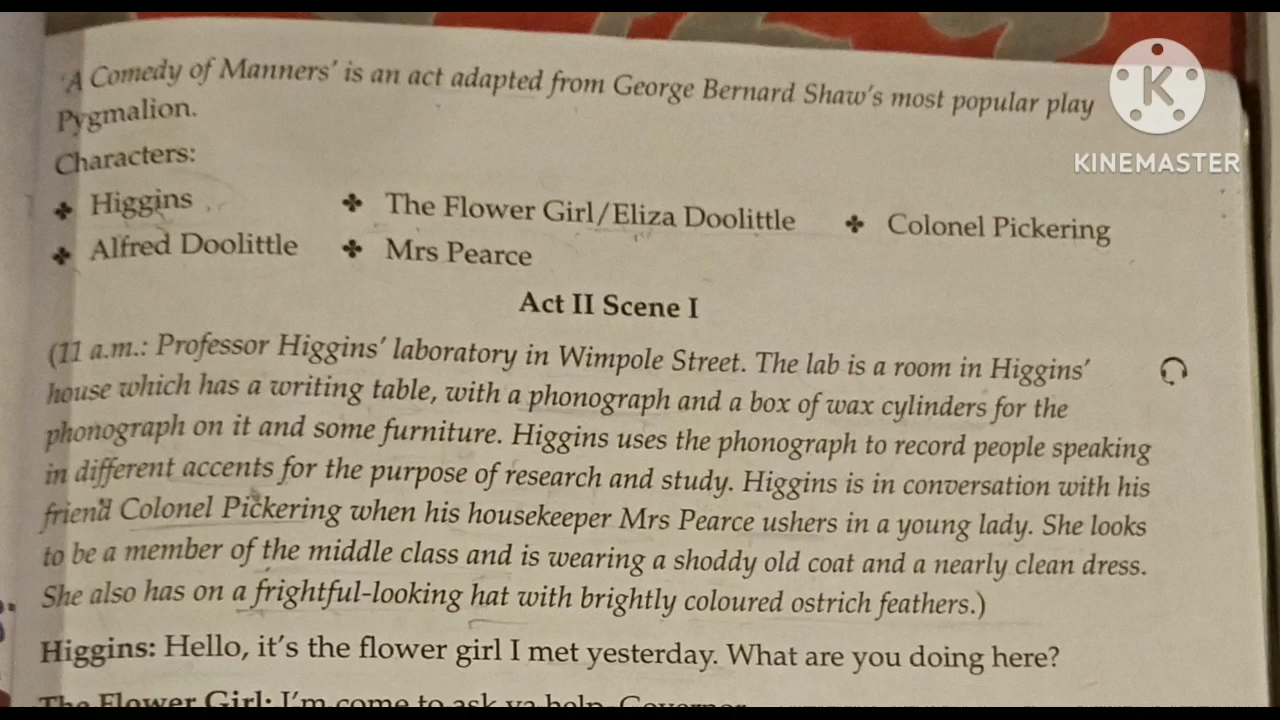 'A Comedy of Manners' is an act adapted from George Bernard Shaw's most popular play
Pygmalion.
Characters:
✤ Higgins ✤ The Flower Girl/Eliza Doolittle ✤ Colonel Pickering
✤ Alfred Doolittle ✤ Mrs Pearce
Act II Scene I
(11 a.m.: Professor Higgins' laboratory in Wimpole Street. The lab is a room in Higgins'
house which has a writing table, with a phonograph and a box of wax cylinders for the
phonograph on it and some furniture. Higgins uses the phonograph to record people speaking
in different accents for the purpose of research and study. Higgins is in conversation with his
friend Colonel Pickering when his housekeeper Mrs Pearce ushers in a young lady. She looks
to be a member of the middle class and is wearing a shoddy old coat and a nearly clean dress.
She also has on a frightful-looking hat with brightly coloured ostrich feathers.)
Higgins: Hello, it's the flower girl I met yesterday. What are you doing here?
The Flower Girl: I'm come to ask ya help, Governor
K
KINEMASTER